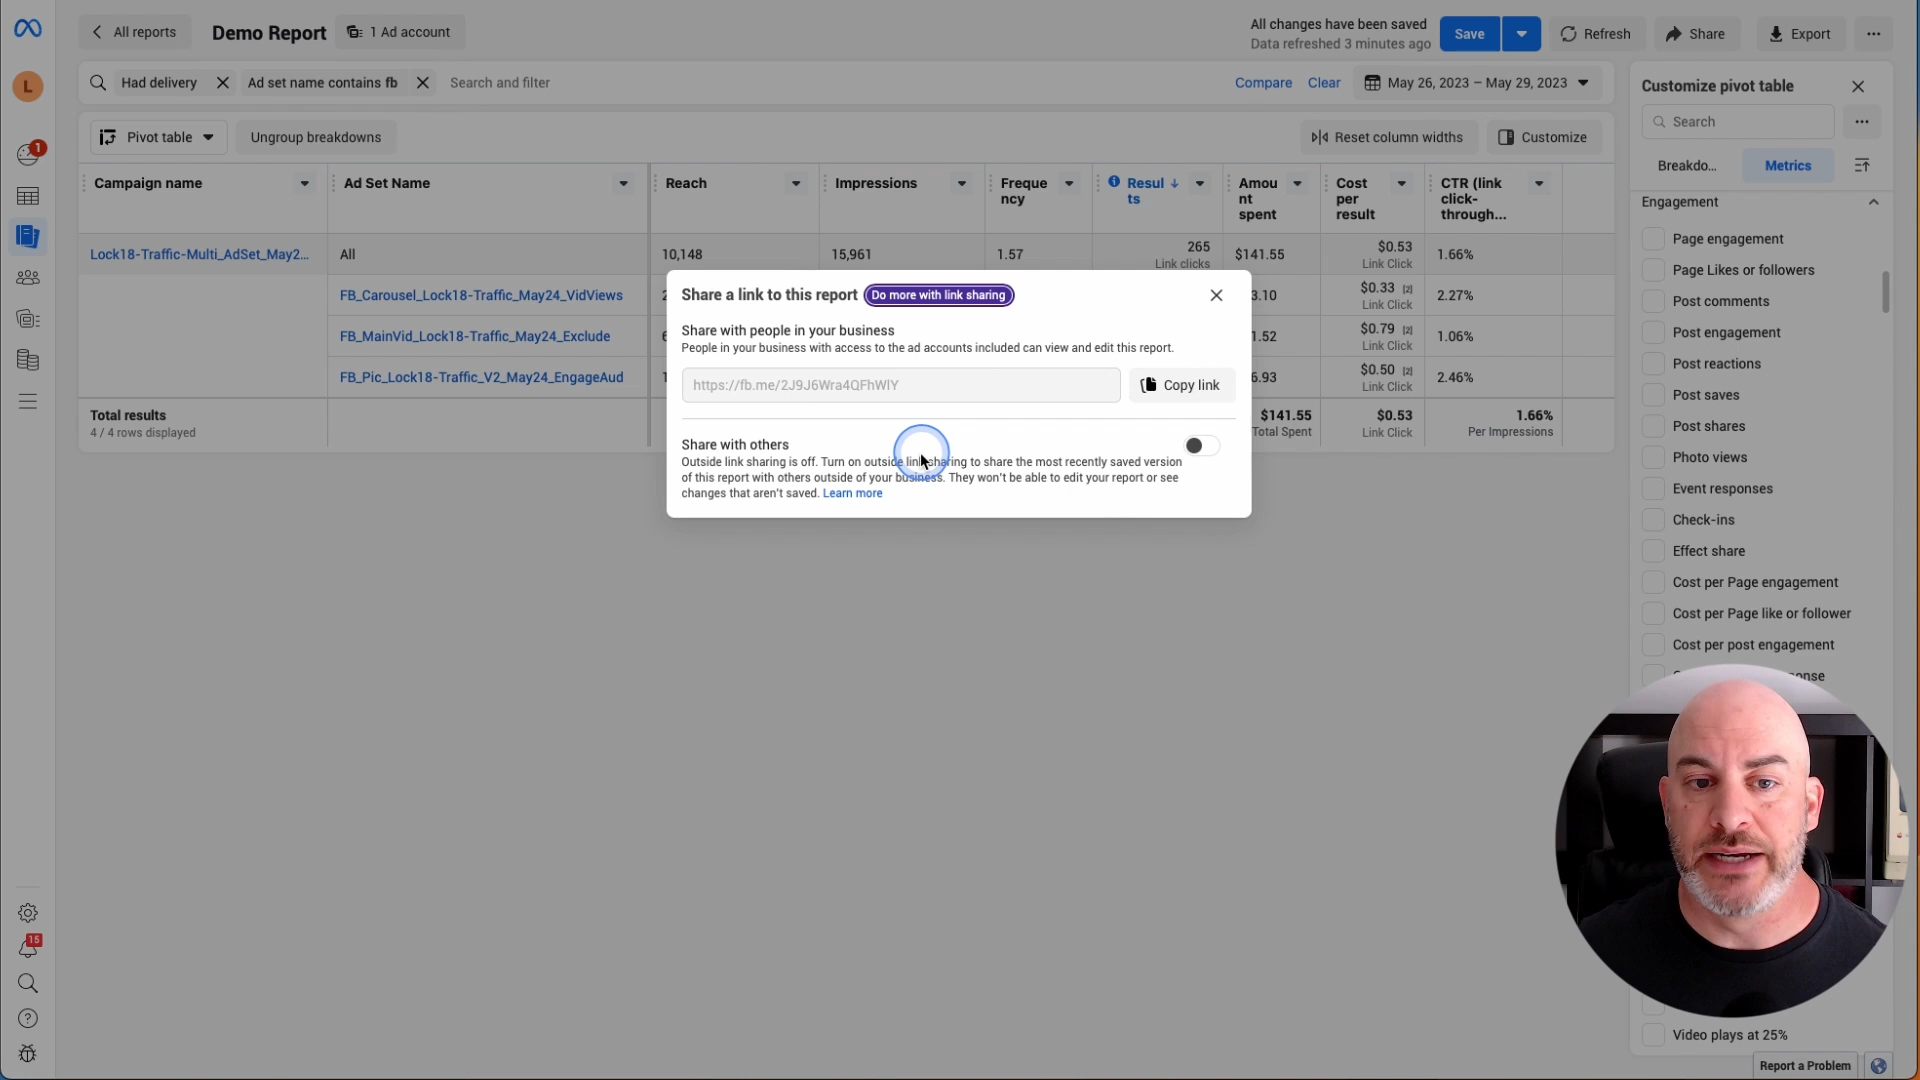 All reports
Demo Report
1 Ad account
All changes have been saved
Data refreshed 3 minutes ago
Save
Refresh
Share
Export
L
Had delivery
Ad set name contains fb
Search and filter
Compare
Clear
May 26, 2023 – May 29, 2023
1
Pivot table
Ungroup breakdowns
Reset column widths
Customize
Campaign name
Ad Set Name
Reach
Impressions
Freque
ncy
Resul
ts
Amou
nt
spent
Cost
per
result
CTR (link
click-
through...
Lock18-Traffic-Multi_AdSet_May2...
All
10,148
15,961
1.57
265
Link clicks
$141.55
$0.53
Link Click
1.66%
FB_Carousel_Lock18-Traffic_May24_VidViews
2
3.10
$0.33 [2]
Link Click
2.27%
FB_MainVid_Lock18-Traffic_May24_Exclude
6
1.52
$0.79 [2]
Link Click
1.06%
FB_Pic_Lock18-Traffic_V2_May24_EngageAud
1
6.93
$0.50 [2]
Link Click
2.46%
Total results
4 / 4 rows displayed
$141.55
Total Spent
$0.53
Link Click
1.66%
Per Impressions
Share a link to this report
Do more with link sharing
Share with people in your business
People in your business with access to the ad accounts included can view and edit this report.
https://fb.me/2J9J6Wra4QFhWlY
Copy link
Share with others
Outside link sharing is off. Turn on outside link sharing to share the most recently saved version
of this report with others outside of your business. They won't be able to edit your report or see
changes that aren't saved. Learn more
Customize pivot table
Search
Breakdo...
Metrics
Engagement
Page engagement
Page Likes or followers
Post comments
Post engagement
Post reactions
Post saves
Post shares
Photo views
Event responses
Check-ins
Effect share
Cost per Page engagement
Cost per Page like or follower
Cost per post engagement
Video plays at 25%
Report a Problem
15